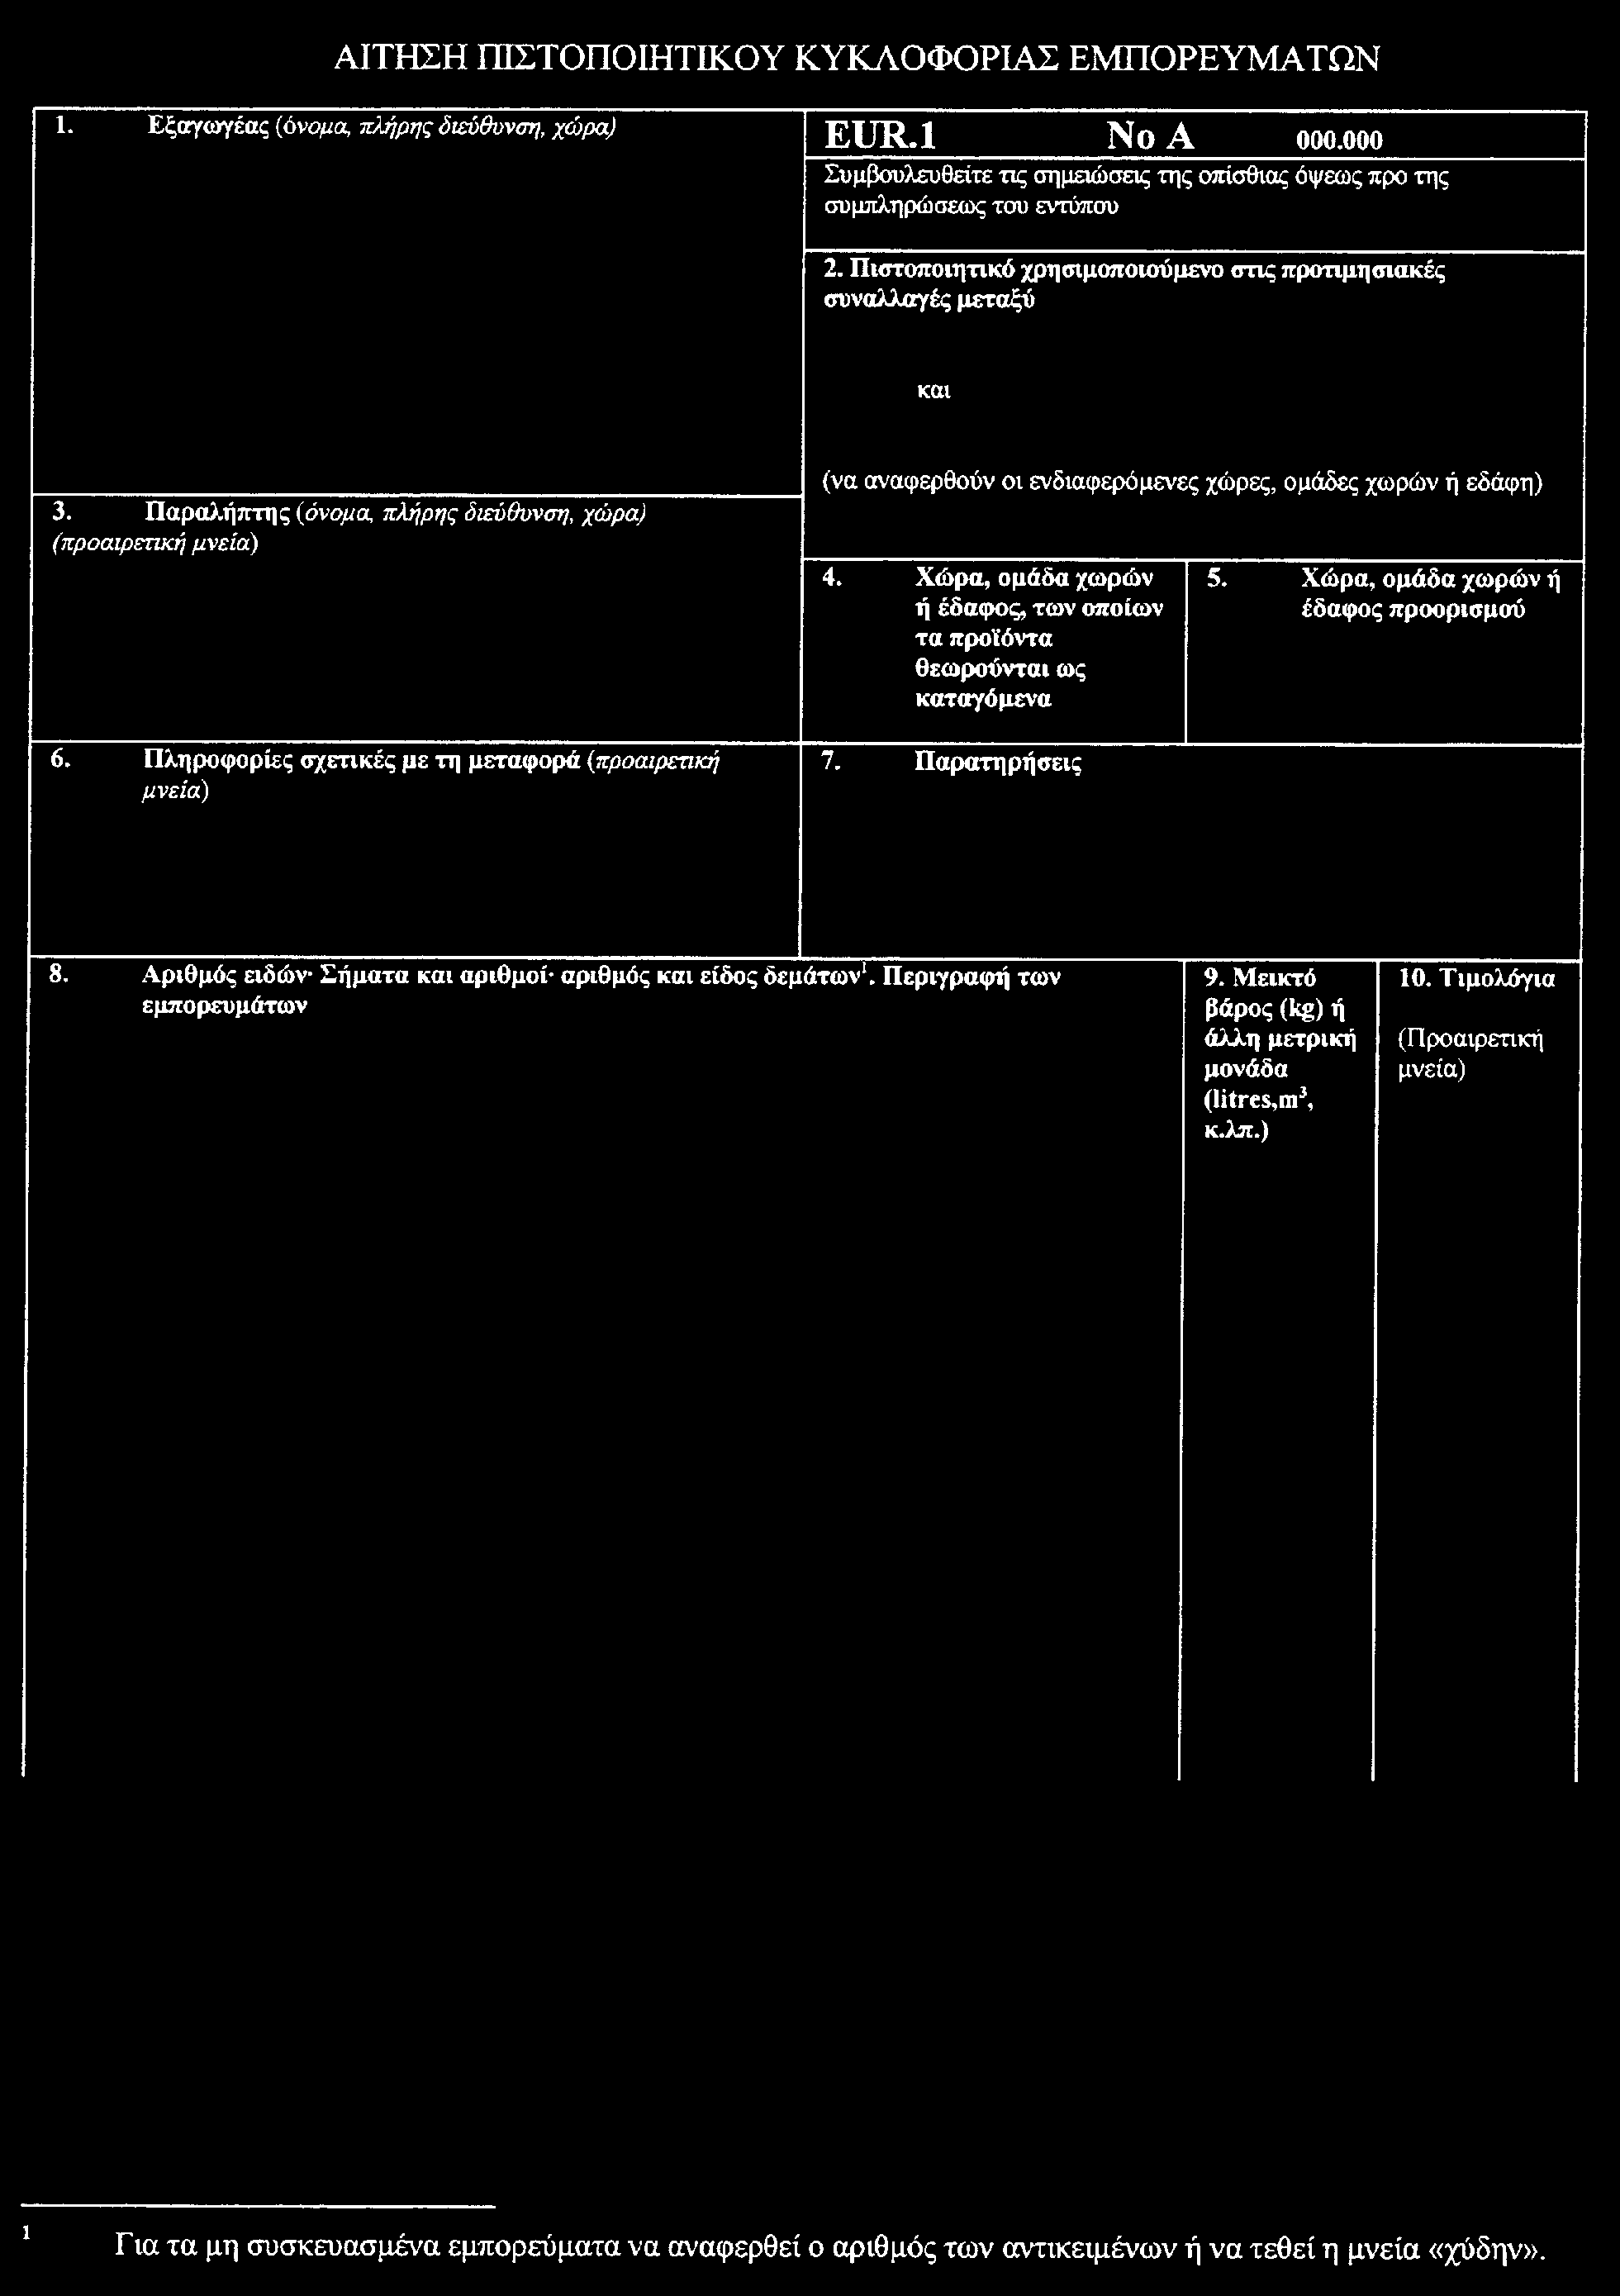 ΑΙΤΗΣΗ ΠΙΣΤΟΠΟΙΗΤΙΚΟΥ ΚΥΚΛΟΦΟΡΙΑΣ ΕΜΠΟΡΕΥΜΑΤΩΝ
1. Εξαγωγέας (όνομα, πλήρης διεύθυνση, χώρα)
EUR.1 No A 000.000
Συμβουλευθείτε τις σημειώσεις της οπίσθιας όψεως προ της
συμπληρώσεως του εντύπου
2. Πιστοποιητικό χρησιμοποιούμενο στις προτιμησιακές
συναλλαγές μεταξύ
και
(να αναφερθούν οι ενδιαφερόμενες χώρες, ομάδες χωρών ή εδάφη)
3. Παραλήπτης (όνομα, πλήρης διεύθυνση, χώρα)
(προαιρετική μνεία)
4. Χώρα, ομάδα χωρών
ή έδαφος, των οποίων
τα προϊόντα
θεωρούνται ως
καταγόμενα
5. Χώρα, ομάδα χωρών ή
έδαφος προορισμού
6. Πληροφορίες σχετικές με τη μεταφορά (προαιρετική
μνεία)
7. Παρατηρήσεις
8. Αριθμός ειδών· Σήματα και αριθμοί· αριθμός και είδος δεμάτων¹. Περιγραφή των
εμπορευμάτων
9. Μεικτό
βάρος (kg) ή
άλλη μετρική
μονάδα
(litres,m³,
κ.λπ.)
10. Τιμολόγια
(Προαιρετική
μνεία)
¹ Για τα μη συσκευασμένα εμπορεύματα να αναφερθεί ο αριθμός των αντικειμένων ή να τεθεί η μνεία «χύδην».